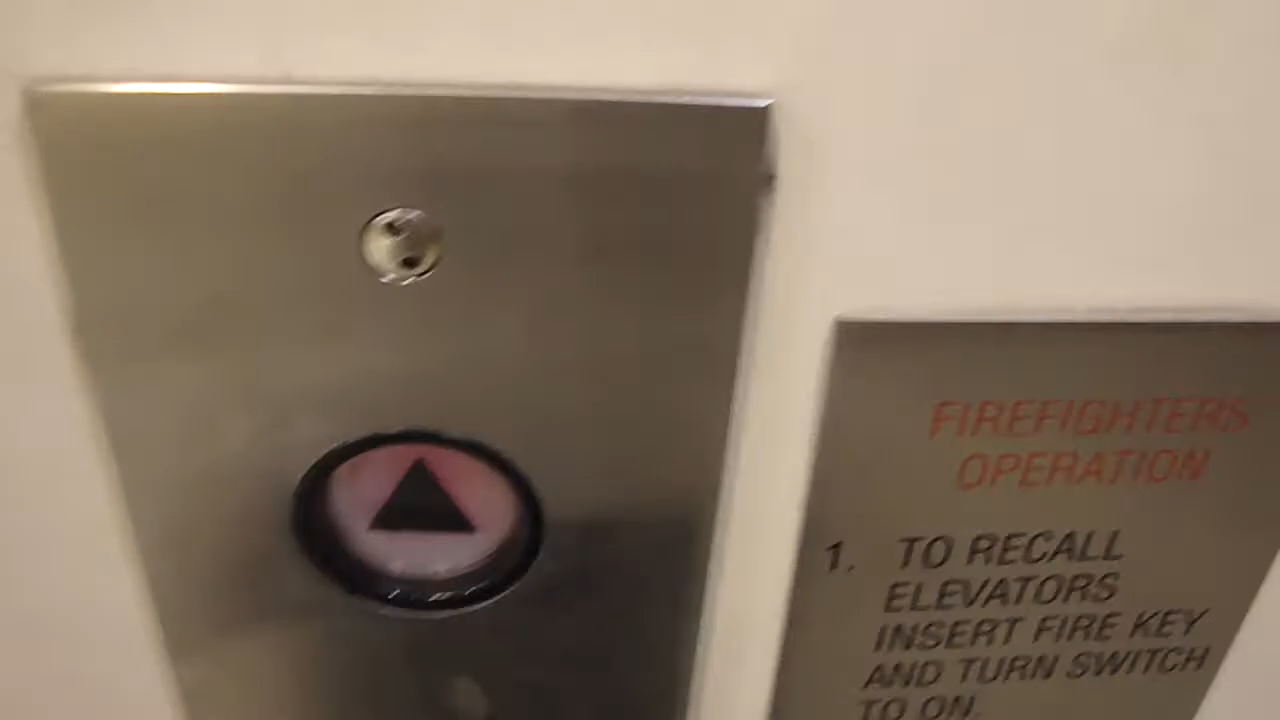 FIREFIGHTERS'
OPERATION
1. TO RECALL
ELEVATORS
INSERT FIRE KEY
AND TURN SWITCH
TO ON.